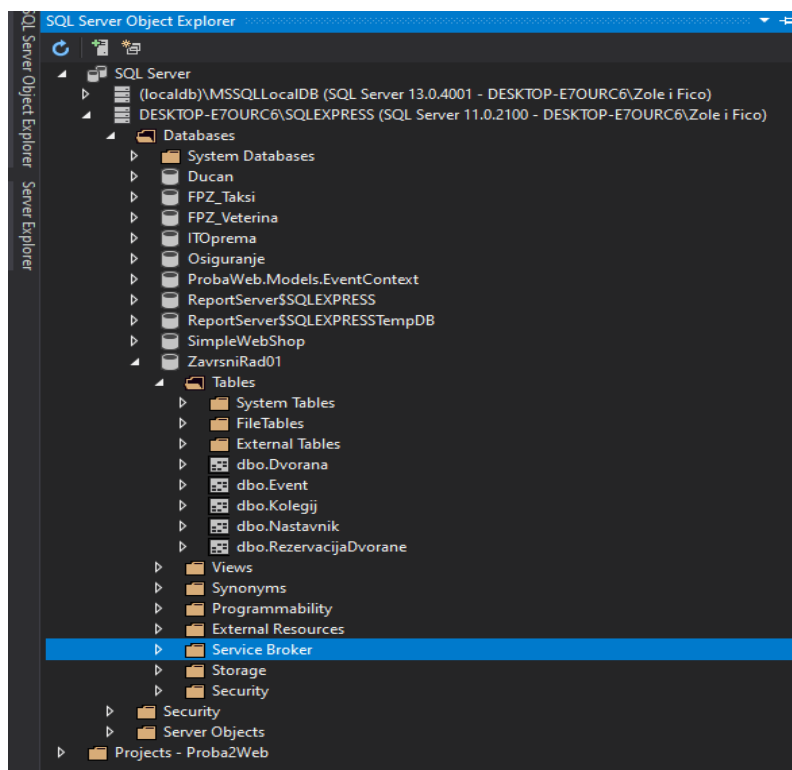 SQL Server Object Explorer
Server Explorer
SQL Server Object Explorer
SQL Server
(localdb)\MSSQLLocalDB (SQL Server 13.0.4001 - DESKTOP-E7OURC6\Zole i Fico)
DESKTOP-E7OURC6\SQLEXPRESS (SQL Server 11.0.2100 - DESKTOP-E7OURC6\Zole i Fico)
Databases
System Databases
Ducan
FPZ_Taksi
FPZ_Veterina
ITOprema
Osiguranje
ProbaWeb.Models.EventContext
ReportServer$SQLEXPRESS
ReportServer$SQLEXPRESSTempDB
SimpleWebShop
ZavrsniRad01
Tables
System Tables
FileTables
External Tables
dbo.Dvorana
dbo.Event
dbo.Kolegij
dbo.Nastavnik
dbo.RezervacijaDvorane
Views
Synonyms
Programmability
External Resources
Service Broker
Storage
Security
Security
Server Objects
Projects - Proba2Web